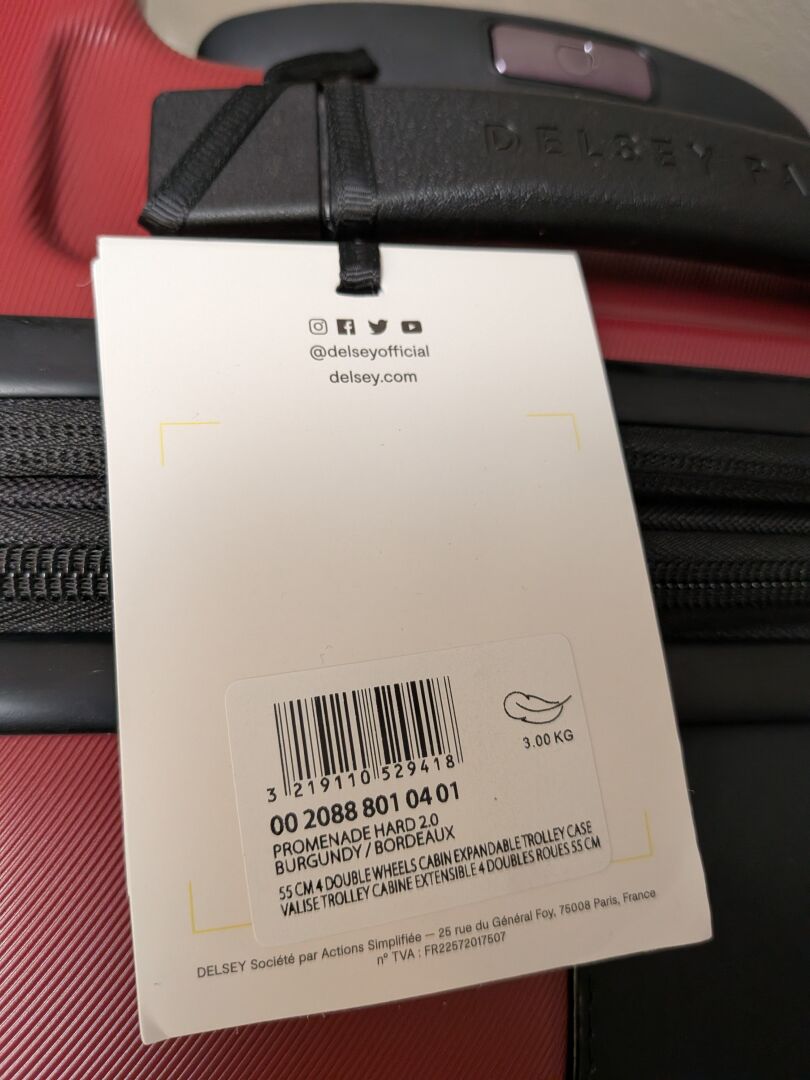 DELSEY PA
@delseyofficial
delsey.com
3 219110 529418
3.00 KG
00 2088 801 04 01
PROMENADE HARD 2.0
BURGUNDY / BORDEAUX
55 CM 4 DOUBLE WHEELS CABIN EXPANDABLE TROLLEY CASE
VALISE TROLLEY CABINE EXTENSIBLE 4 DOUBLES ROUES 55 CM
DELSEY Société par Actions Simplifiée — 25 rue du Général Foy, 75008 Paris, France
n° TVA : FR22572017507